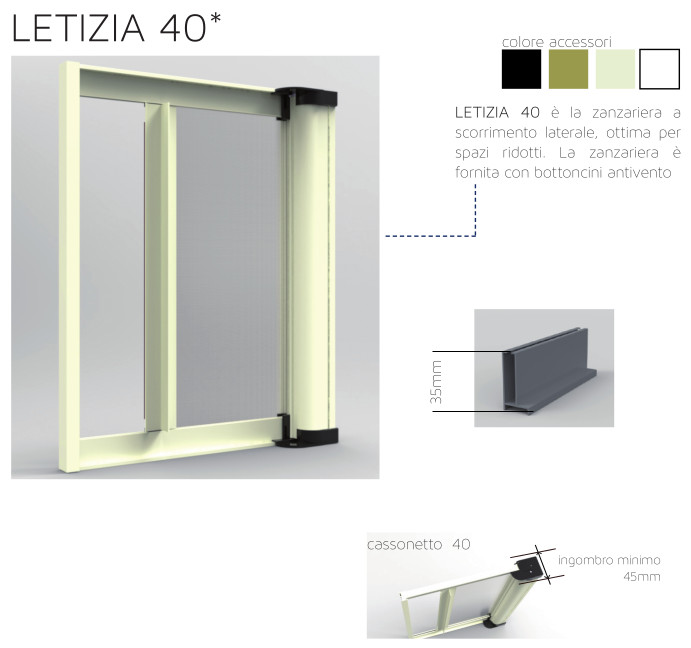 LETIZIA 40*
colore accessori
LETIZIA 40 è la zanzariera a
scorrimento laterale, ottima per
spazi ridotti. La zanzariera è
fornita con bottoncini antivento
35mm
cassonetto 40
ingombro minimo
45mm